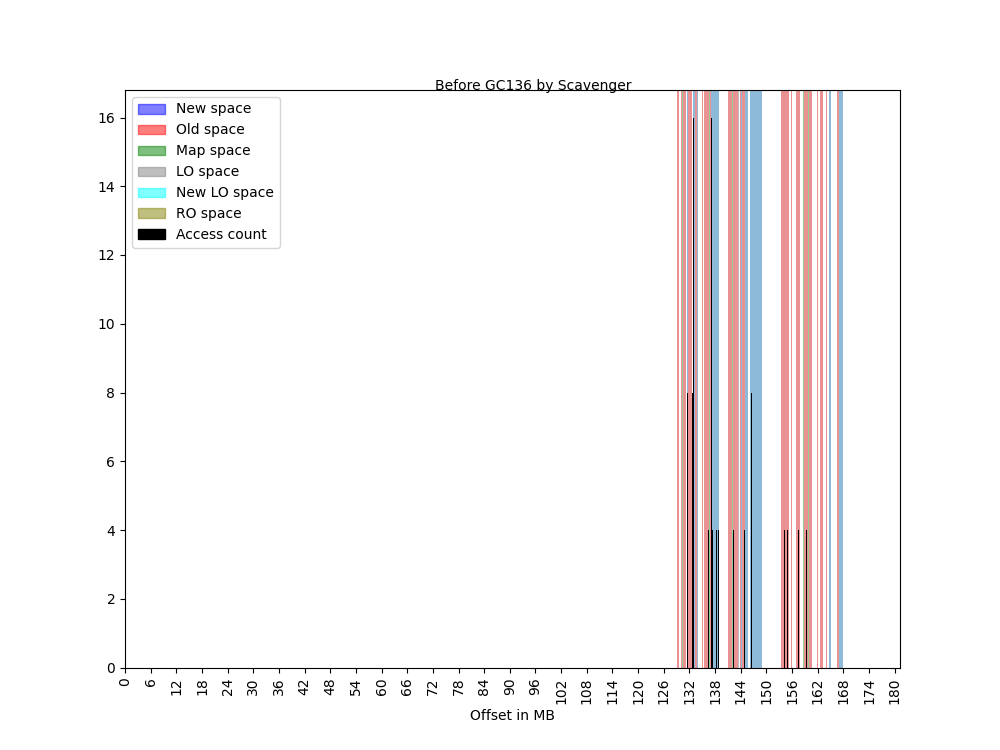 Before GC136 by Scavenger
New space
Old space
Map space
LO space
New LO space
RO space
Access count
16
14
12
10
8
6
4
2
0
0 6 12 18 24 30 36 42 48 54 60 66 72 78 84 90 96 102 108 114 120 126 132 138 144 150 156 162 168 174 180
Offset in MB